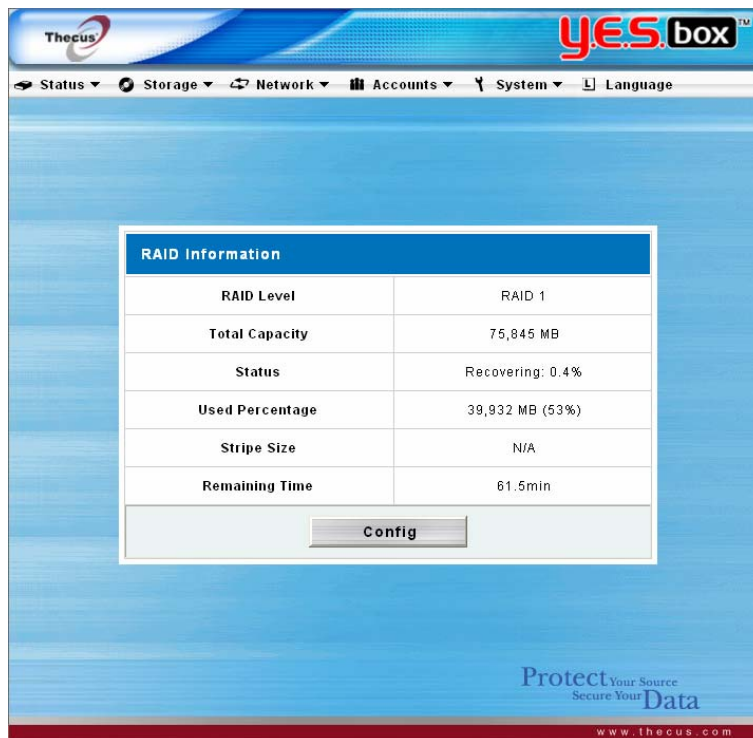 Thecus
Y.E.S. box™
Status Storage Network Accounts System L Language
RAID Information
RAID Level RAID 1
Total Capacity 75,845 MB
Status Recovering: 0.4%
Used Percentage 39,932 MB (53%)
Stripe Size N/A
Remaining Time 61.5min
Config
Protect Your Source
Secure Your Data
www.thecus.com